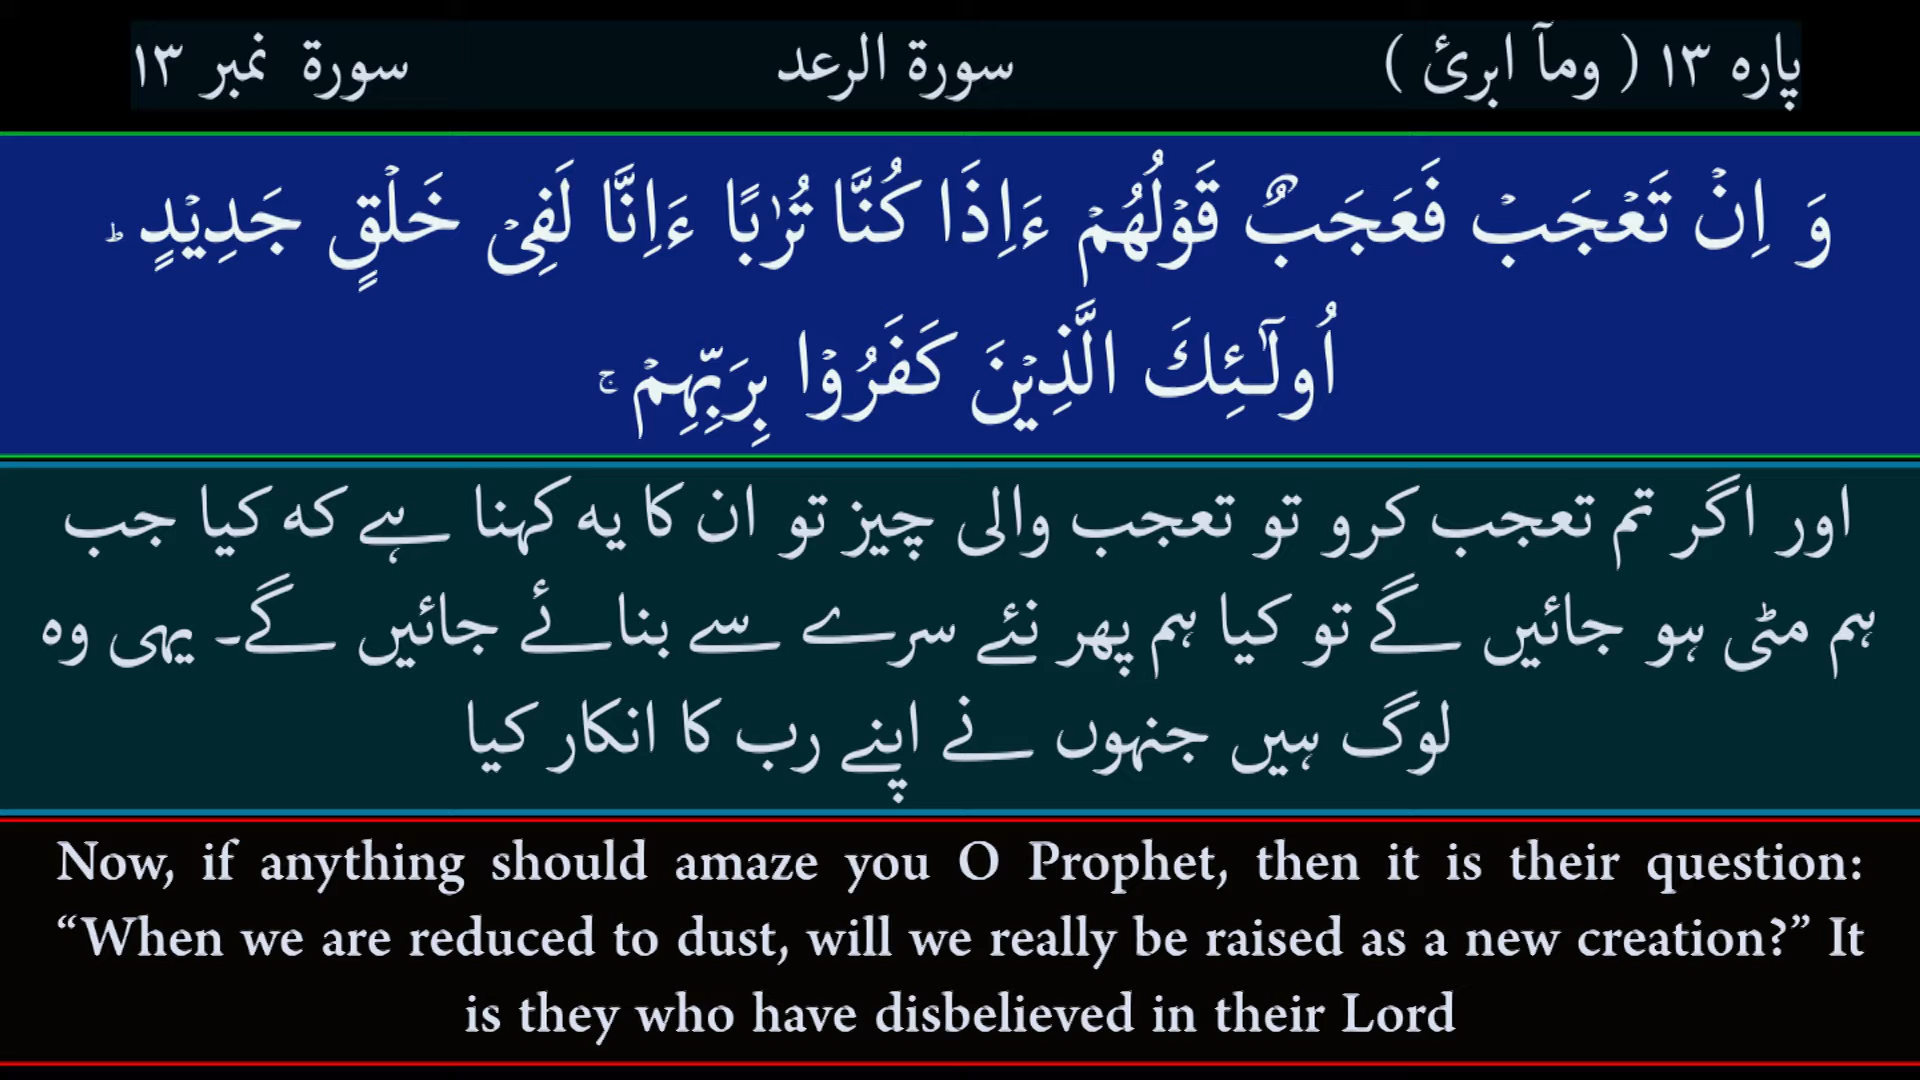 پارہ ۱۳ ( ومآ ابرئ ) سورة الرعد سورة نمبر ۱۳
وَ اِنْ تَعْجَبْ فَعَجَبٌ قَوْلُهُمْ ءَاِذَا كُنَّا تُرٰبًا ءَاِنَّا لَفِیْ خَلْقٍ جَدِیْدٍ ؕ
اُولٰٓـئِكَ الَّذِیْنَ كَفَرُوْا بِرَبِّهِمْ ۚ
اور اگر تم تعجب کرو تو تعجب والی چیز تو ان کا یہ کہنا ہے کہ کیا جب
ہم مٹی ہو جائیں گے تو کیا ہم پھر نئے سرے سے بنائے جائیں گے۔ یہی وہ
لوگ ہیں جنہوں نے اپنے رب کا انکار کیا
Now, if anything should amaze you O Prophet, then it is their question:
“When we are reduced to dust, will we really be raised as a new creation?” It
is they who have disbelieved in their Lord